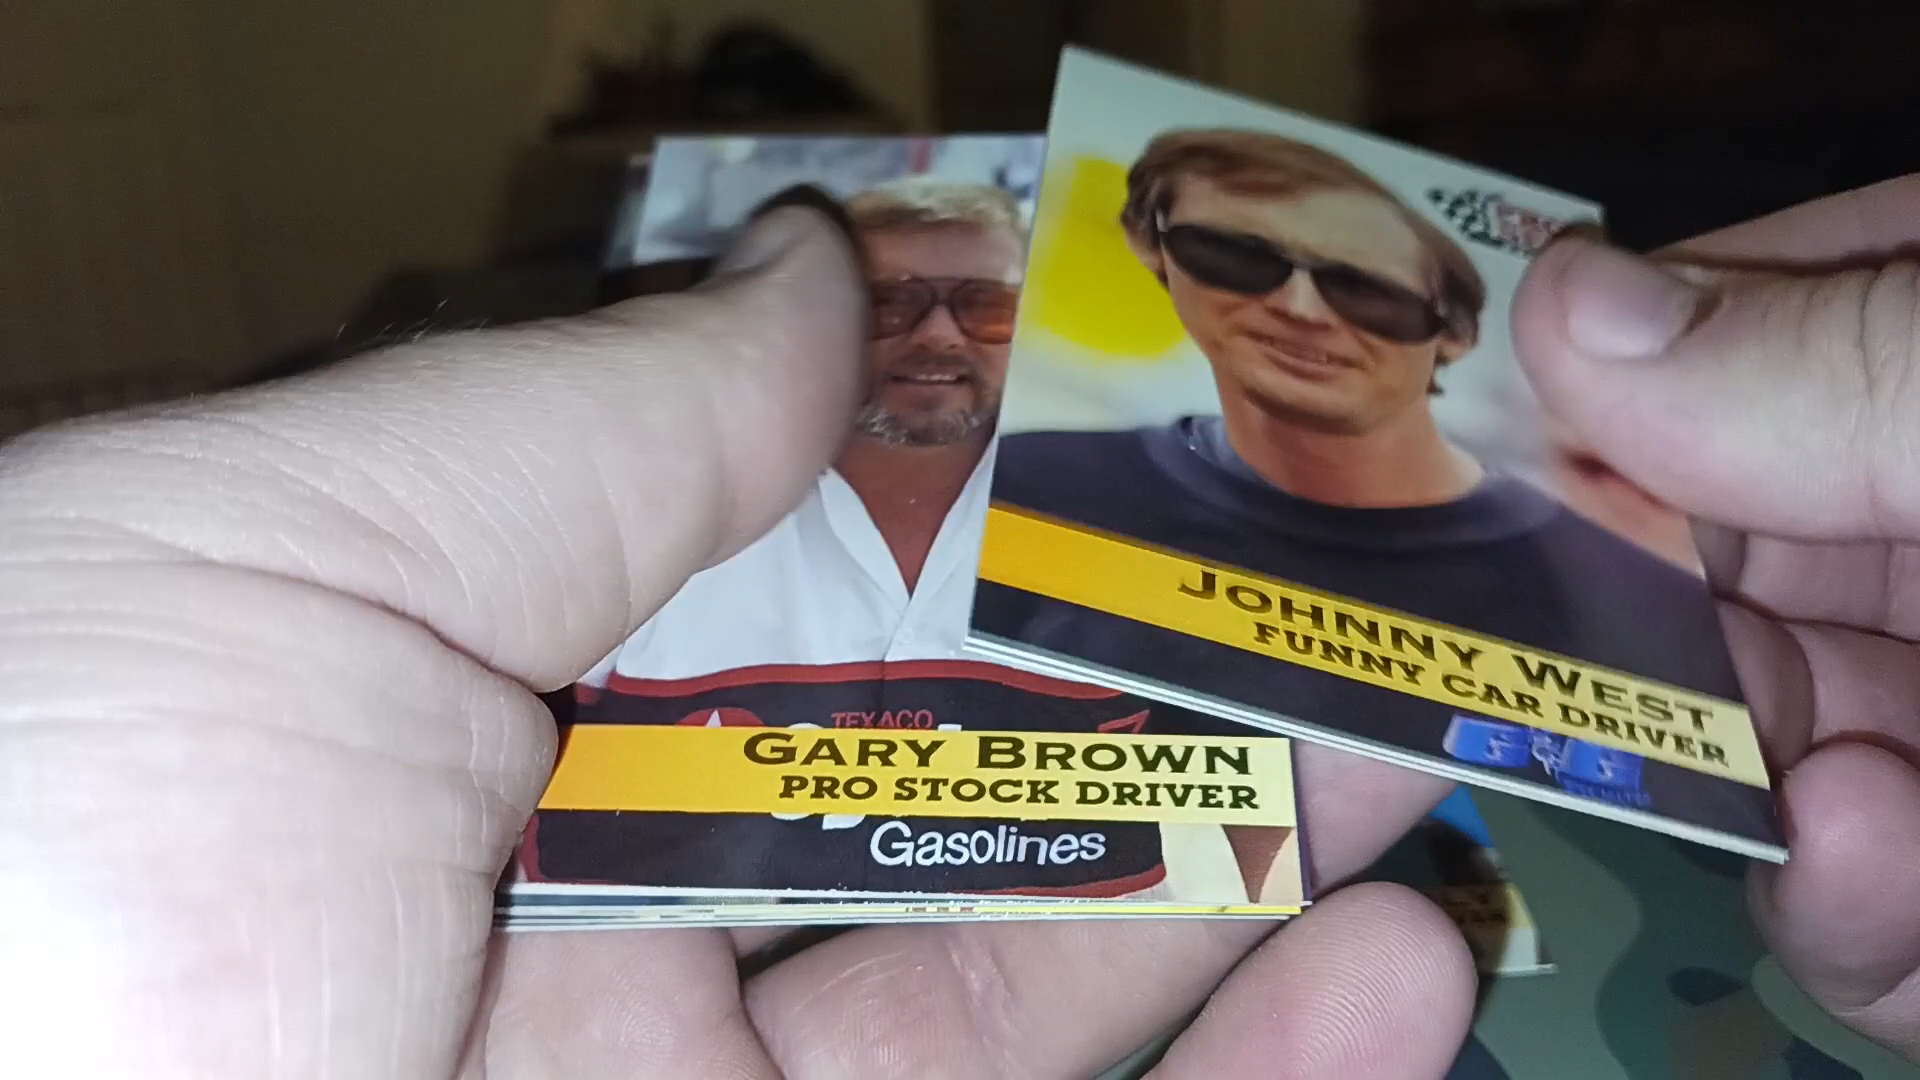 JOHNNY WEST
FUNNY CAR DRIVER
TEXACO
GARY BROWN
PRO STOCK DRIVER
Gasolines